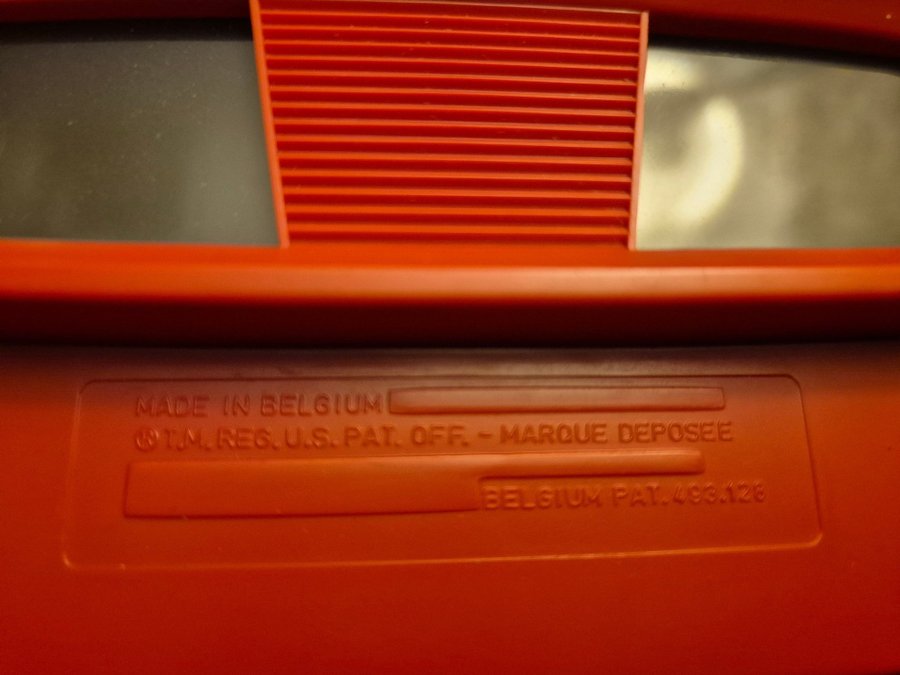 MADE IN BELGIUM
® T.M. REG. U.S. PAT. OFF. - MARQUE DEPOSEE
BELGIUM PAT. 493.128